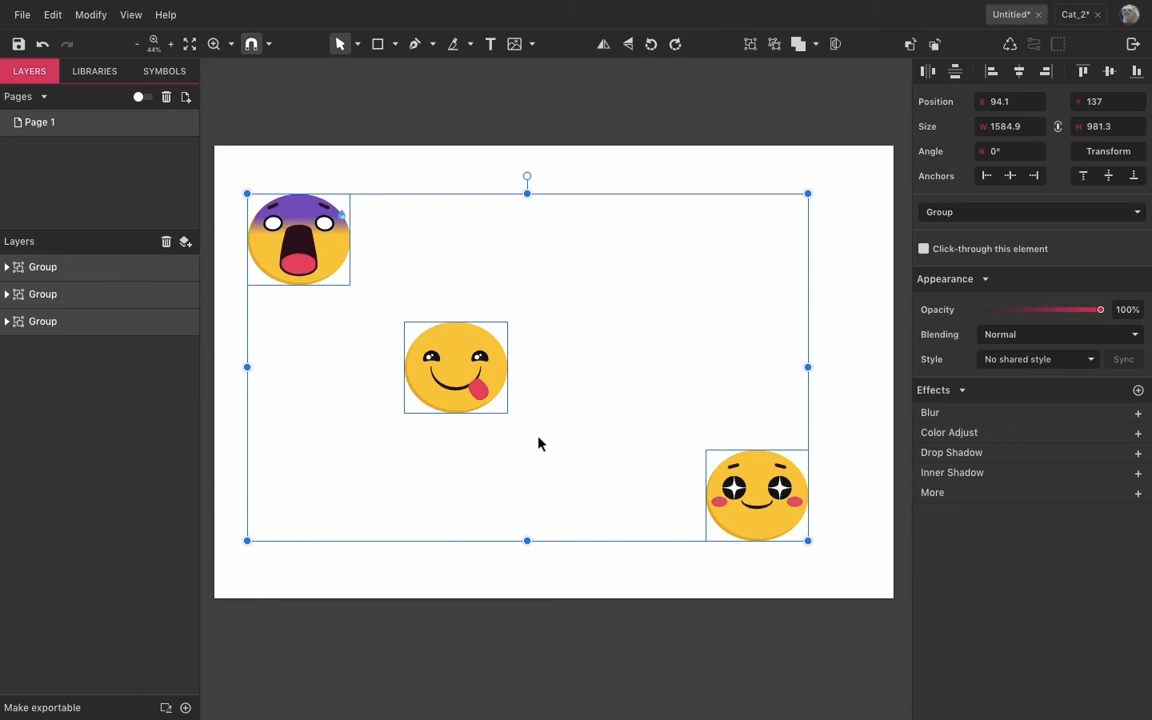 File Edit Modify View Help Untitled* × Cat_2* ×
- 44% +
LAYERS LIBRARIES SYMBOLS
Pages
Page 1
Layers
Group
Group
Group
Make exportable
Position X 94.1 Y 137
Size W 1584.9 H 981.3
Angle R 0° Transform
Anchors
Group
Click-through this element
Appearance
Opacity 100%
Blending Normal
Style No shared style Sync
Effects
Blur +
Color Adjust +
Drop Shadow +
Inner Shadow +
More +